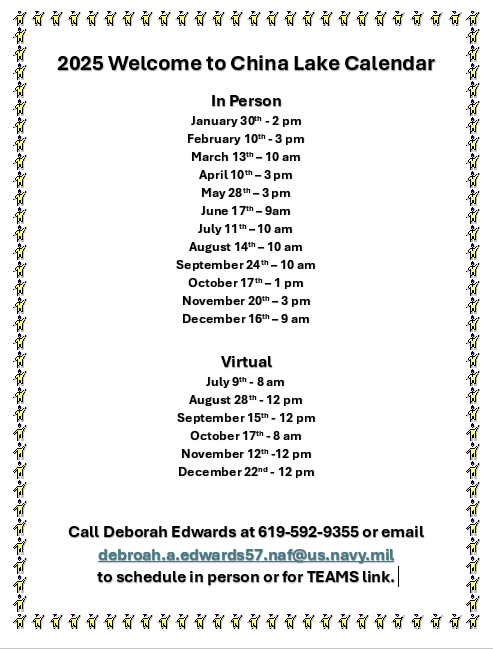 2025 Welcome to China Lake Calendar
In Person
January 30th - 2 pm
February 10th - 3 pm
March 13th – 10 am
April 10th – 3 pm
May 28th – 3 pm
June 17th – 9am
July 11th – 10 am
August 14th – 10 am
September 24th – 10 am
October 17th – 1 pm
November 20th – 3 pm
December 16th – 9 am
Virtual
July 9th - 8 am
August 28th - 12 pm
September 15th - 12 pm
October 17th - 8 am
November 12th -12 pm
December 22nd - 12 pm
Call Deborah Edwards at 619-592-9355 or email
debroah.a.edwards57.naf@us.navy.mil
to schedule in person or for TEAMS link.